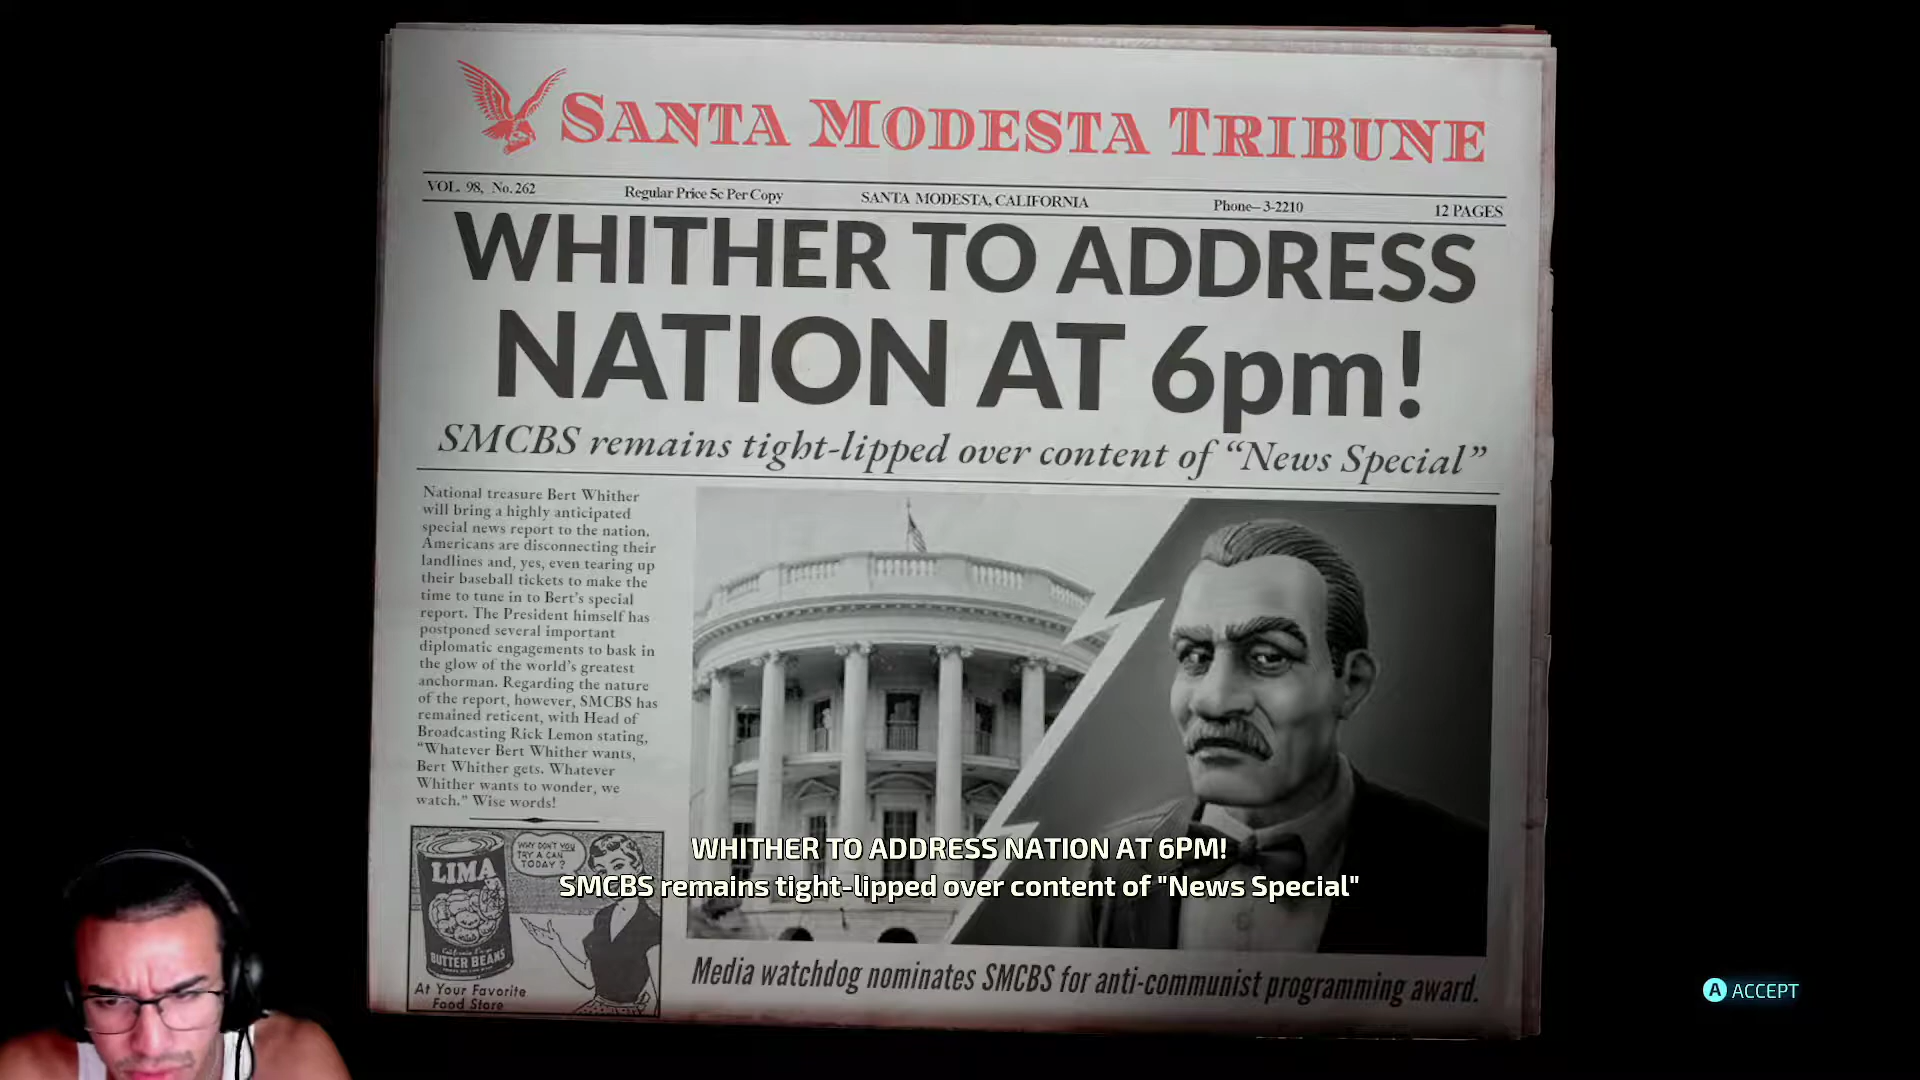 SANTA MODESTA TRIBUNE
VOL. 98, No. 262 Regular Price 5c Per Copy SANTA MODESTA, CALIFORNIA Phone—3-2210 12 PAGES
WHITHER TO ADDRESS
NATION AT 6pm!
SMCBS remains tight-lipped over content of “News Special”
National treasure Bert Whither
will bring a highly anticipated
special news report to the nation.
Americans are disconnecting their
landlines and, yes, even tearing up
their baseball tickets to make the
time to tune in to Bert’s special
report. The President himself has
postponed several important
diplomatic engagements to bask in
the glow of the world’s greatest
anchorman. Regarding the nature
of the report, however, SMCBS has
remained reticent, with Head of
Broadcasting Rick Lemon stating,
“Whatever Bert Whither wants,
Bert Whither gets. Whatever
Whither wants to wonder, we
watch.” Wise words!
WHY DON'T YOU
TRY A CAN
TODAY?
LIMA
BUTTER BEANS
At Your Favorite
Food Store
WHITHER TO ADDRESS NATION AT 6PM!
SMCBS remains tight-lipped over content of "News Special"
Media watchdog nominates SMCBS for anti-communist programming award.
A ACCEPT